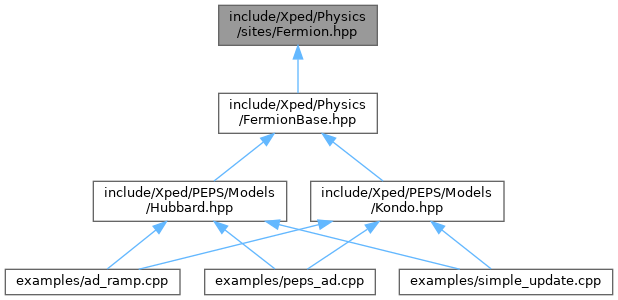 include/Xped/Physics
/sites/Fermion.hpp
include/Xped/Physics
/FermionBase.hpp
include/Xped/PEPS/Models
/Hubbard.hpp
include/Xped/PEPS/Models
/Kondo.hpp
examples/ad_ramp.cpp
examples/peps_ad.cpp
examples/simple_update.cpp